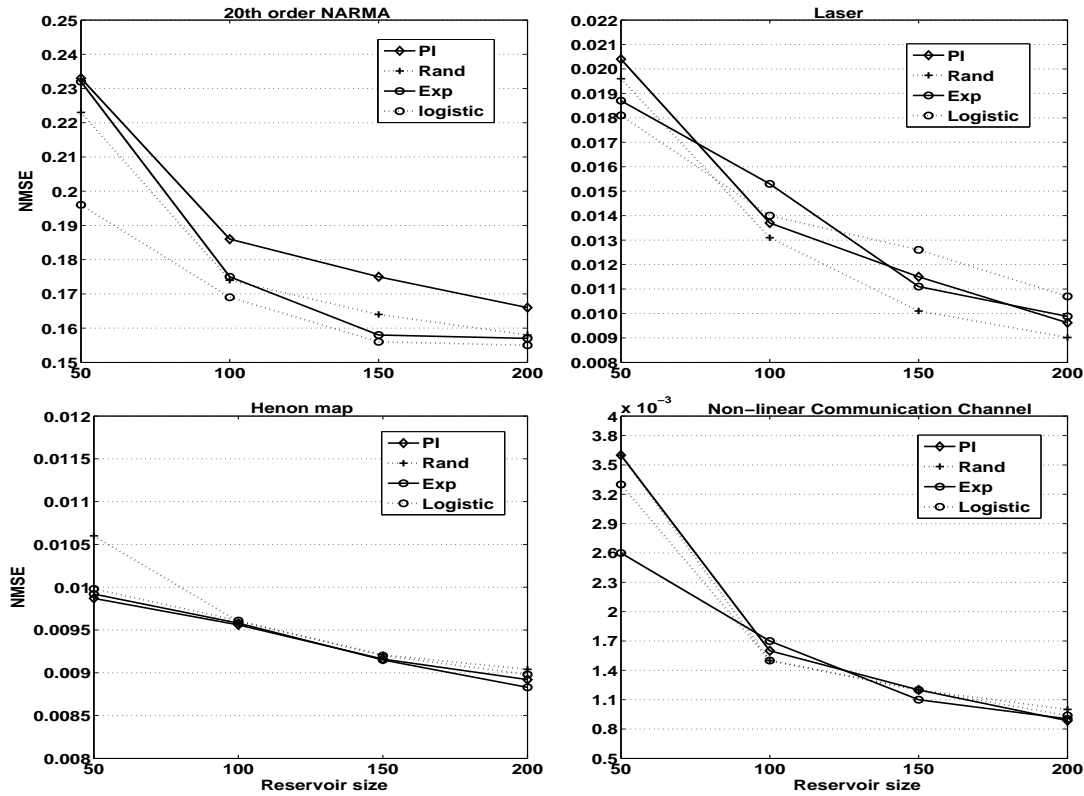 20th order NARMA
0.25
0.24
0.23
0.22
0.21
0.2
0.19
0.18
0.17
0.16
0.15
NMSE
50
100
150
200
PI
Rand
Exp
logistic
Laser
0.022
0.021
0.020
0.019
0.018
0.017
0.016
0.015
0.014
0.013
0.012
0.011
0.010
0.009
0.008
50
100
150
200
PI
Rand
Exp
Logistic
Henon map
0.012
0.0115
0.011
0.0105
0.01
0.0095
0.009
0.0085
0.008
NMSE
50
100
150
200
Reservoir size
PI
Rand
Exp
Logistic
Non−linear Communication Channel
x 10−3
4
3.8
3.5
3.2
2.9
2.6
2.3
2
1.7
1.4
1.1
0.8
0.5
50
100
150
200
Reservoir size
PI
Rand
Exp
Logistic